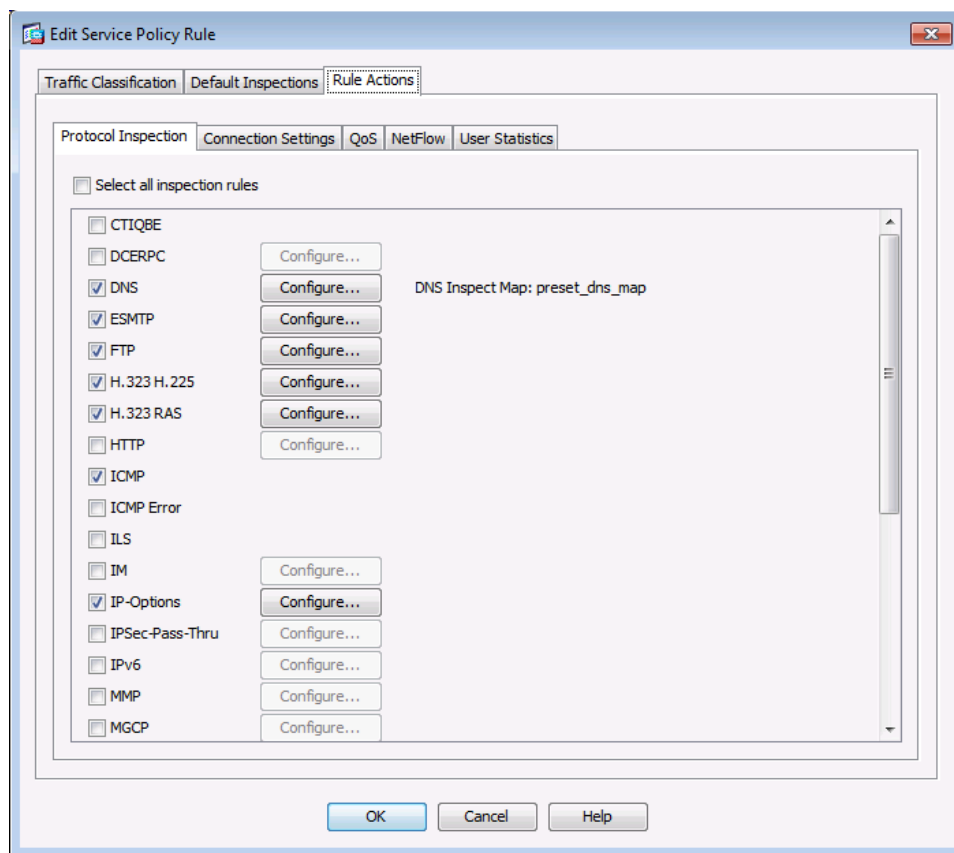 Edit Service Policy Rule
Traffic Classification Default Inspections Rule Actions
Protocol Inspection Connection Settings QoS NetFlow User Statistics
Select all inspection rules
CTIQBE
DCERPC Configure...
DNS Configure... DNS Inspect Map: preset_dns_map
ESMTP Configure...
FTP Configure...
H.323 H.225 Configure...
H.323 RAS Configure...
HTTP Configure...
ICMP
ICMP Error
ILS
IM Configure...
IP-Options Configure...
IPSec-Pass-Thru Configure...
IPv6 Configure...
MMP Configure...
MGCP Configure...
OK Cancel Help